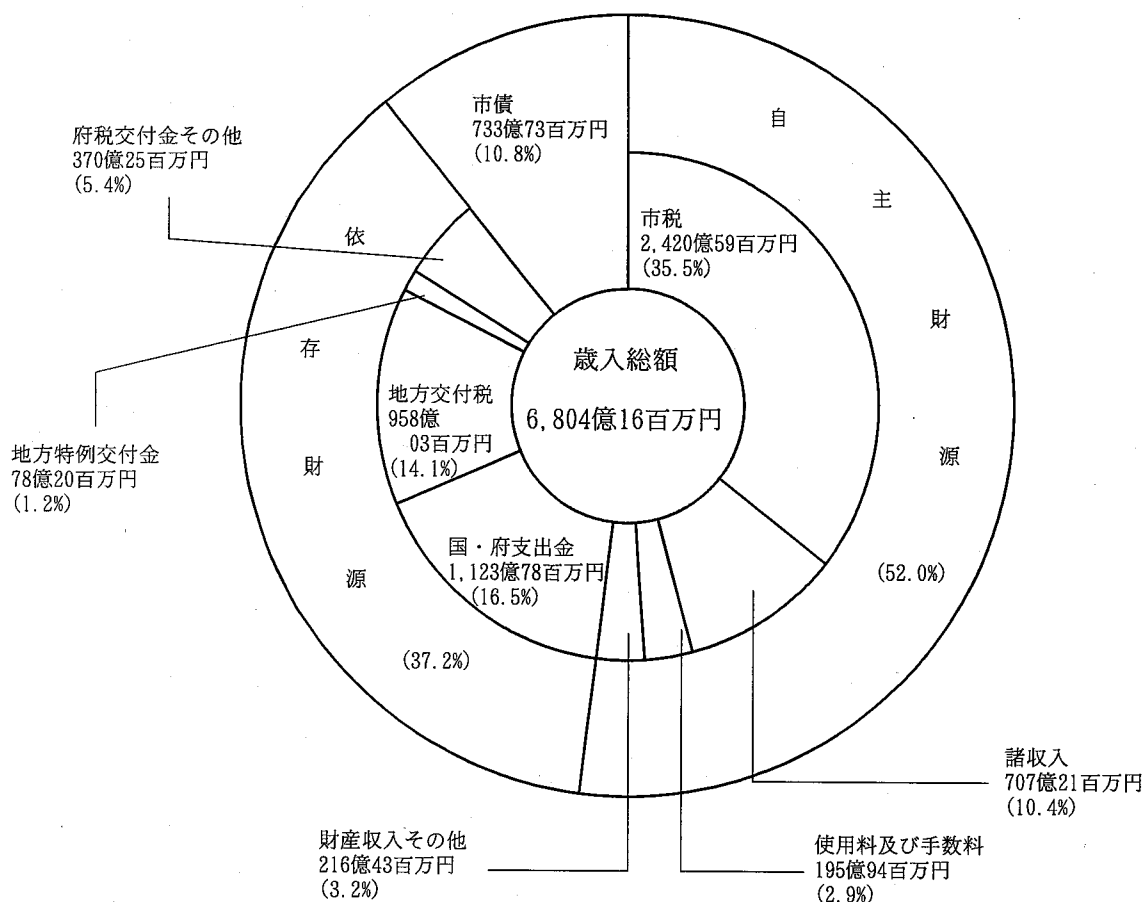 市債
733億73百万円
(10.8%)
自
主
財
源
(52.0%)
府税交付金その他
370億25百万円
(5.4%)
市税
2,420億59百万円
(35.5%)
依
存
財
源
(37.2%)
歳入総額
6,804億16百万円
地方交付税
958億
03百万円
(14.1%)
地方特例交付金
78億20百万円
(1.2%)
国・府支出金
1,123億78百万円
(16.5%)
諸収入
707億21百万円
(10.4%)
財産収入その他
216億43百万円
(3.2%)
使用料及び手数料
195億94百万円
(2.9%)